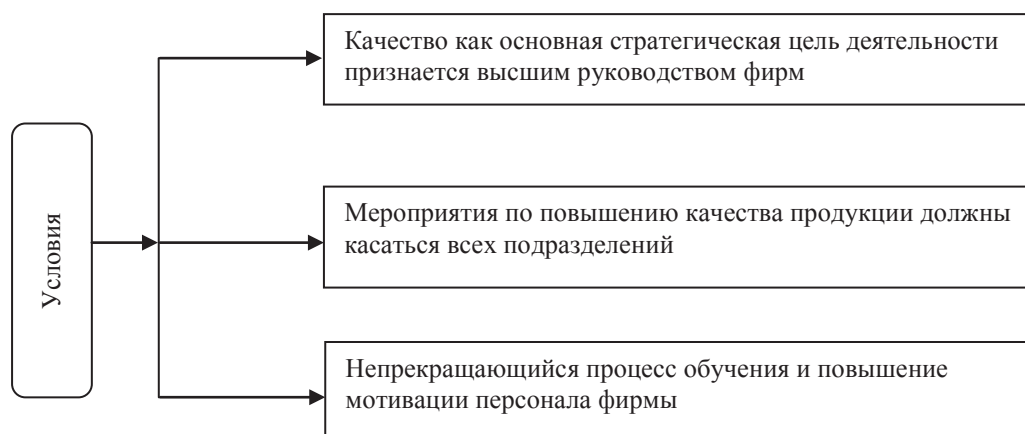 Качество как основная стратегическая цель деятельности
признается высшим руководством фирм
Условия
Мероприятия по повышению качества продукции должны
касаться всех подразделений
Непрекращающийся процесс обучения и повышение
мотивации персонала фирмы